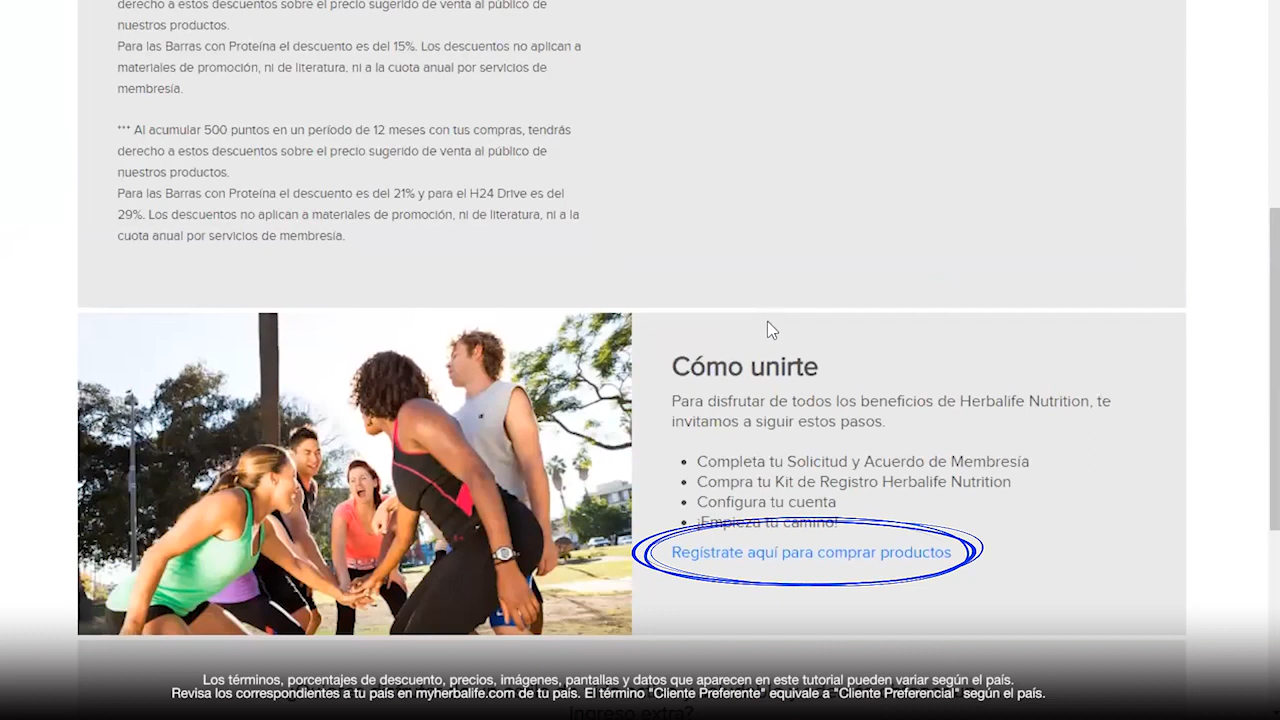 derecho a estos descuentos sobre el precio sugerido de venta al público de
nuestros productos.
Para las Barras con Proteína el descuento es del 15%. Los descuentos no aplican a
materiales de promoción, ni de literatura, ni a la cuota anual por servicios de
membresía.
*** Al acumular 500 puntos en un período de 12 meses con tus compras, tendrás
derecho a estos descuentos sobre el precio sugerido de venta al público de
nuestros productos.
Para las Barras con Proteína el descuento es del 21% y para el H24 Drive es del
29%. Los descuentos no aplican a materiales de promoción, ni de literatura, ni a la
cuota anual por servicios de membresía.
Cómo unirte
Para disfrutar de todos los beneficios de Herbalife Nutrition, te
invitamos a siguir estos pasos.
• Completa tu Solicitud y Acuerdo de Membresía
• Compra tu Kit de Registro Herbalife Nutrition
• Configura tu cuenta
• ¡Empieza tu camino!
Regístrate aquí para comprar productos
Los términos, porcentajes de descuento, precios, imágenes, pantallas y datos que aparecen en este tutorial pueden variar según el país.
Revisa los correspondientes a tu país en myherbalife.com de tu país. El término "Cliente Preferente" equivale a "Cliente Preferencial" según el país.
ingreso extra?